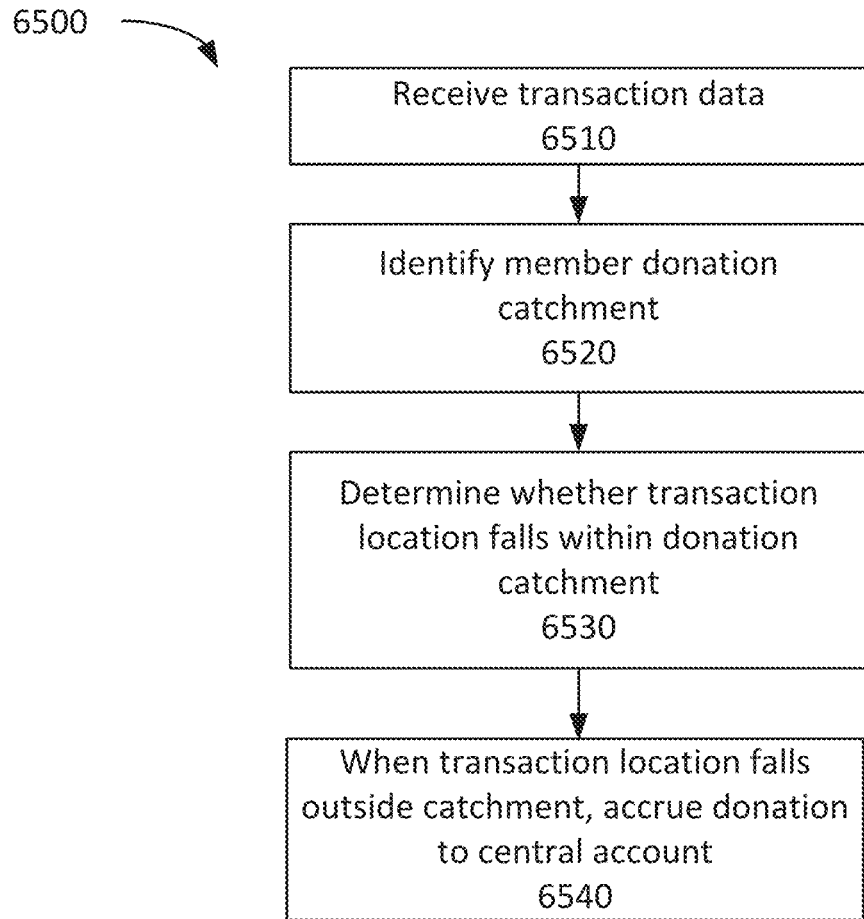 6500
Receive transaction data
6510
Identify member donation
catchment
6520
Determine whether transaction
location falls within donation
catchment
6530
When transaction location falls
outside catchment, accrue donation
to central account
6540